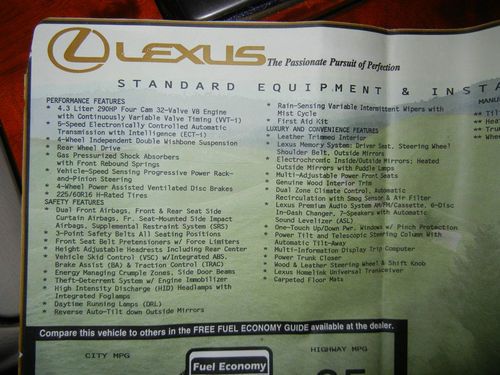 LEXUS The Passionate Pursuit of Perfection
STANDARD EQUIPMENT & INSTA
PERFORMANCE FEATURES
* 4.3 Liter 290HP Four Cam 32-Valve V8 Engine
with Continuously Variable Valve Timing (VVT-i)
* 5-Speed Electronically Controlled Automatic
Transmission with Intelligence (ECT-i)
* 4-Wheel Independent Double Wishbone Suspension
* Rear Wheel Drive
* Gas Pressurized Shock Absorbers
with Front Rebound Springs
* Vehicle-Speed Sensing Progressive Power Rack-
and-Pinion Steering
* 4-Wheel Power Assisted Ventilated Disc Brakes
* 225/60R16 H-Rated Tires
SAFETY FEATURES
* Dual Front Airbags, Front & Rear Seat Side
Curtain Airbags, Fr. Seat-Mounted Side Impact
Airbags, Supplemental Restraint System (SRS)
* 3-Point Safety Belts All Seating Positions
* Front Seat Belt Pretensioners w/ Force Limiters
* Height Adjustable Headrests Including Rear Center
* Vehicle Skid Control (VSC) w/Integrated ABS,
Brake Assist (BA) & Traction Control (TRAC)
* Energy Managing Crumple Zones, Side Door Beams
* Theft-Deterrent System w/ Engine Immobilizer
* High Intensity Discharge (HID) Headlamps with
Integrated Foglamps
* Daytime Running Lamps (DRL)
* Reverse Auto-Tilt down Outside Mirrors
* Rain-Sensing Variable Intermittent Wipers with
Mist Cycle
* First Aid Kit
LUXURY AND CONVENIENCE FEATURES
* Leather Trimmed Interior
* Lexus Memory System: Driver Seat, Steering Wheel
Shoulder Belt, Outside Mirrors
* Electrochromic Inside/Outside Mirrors; Heated
Outside Mirrors with Puddle Lamps
* Multi-Adjustable Power Front Seats
* Genuine Wood Interior Trim
* Dual Zone Climate Control, Automatic
Recirculation with Smog Sensor & Air Filter
* Lexus Premium Audio System AM/FM/Cassette, 6-Disc
In-Dash Changer, 7-Speakers with Automatic
Sound Levelizer (ASL)
* One-Touch Up/Down Pwr. Windows w/ Pinch Protection
* Power Tilt and Telescopic Steering Column With
Automatic Tilt-Away
* Multi-Information Display Trip Computer
* Power Trunk Closer
* Wood & Leather Steering Wheel & Shift Knob
* Lexus Homelink Universal Transceiver
* Carpeted Floor Mats
MANU
** Til
** Hea
** Tru
** Whe
Compare this vehicle to others in the FREE FUEL ECONOMY GUIDE available at the dealer.
CITY MPG
Fuel Economy
HIGHWAY MPG